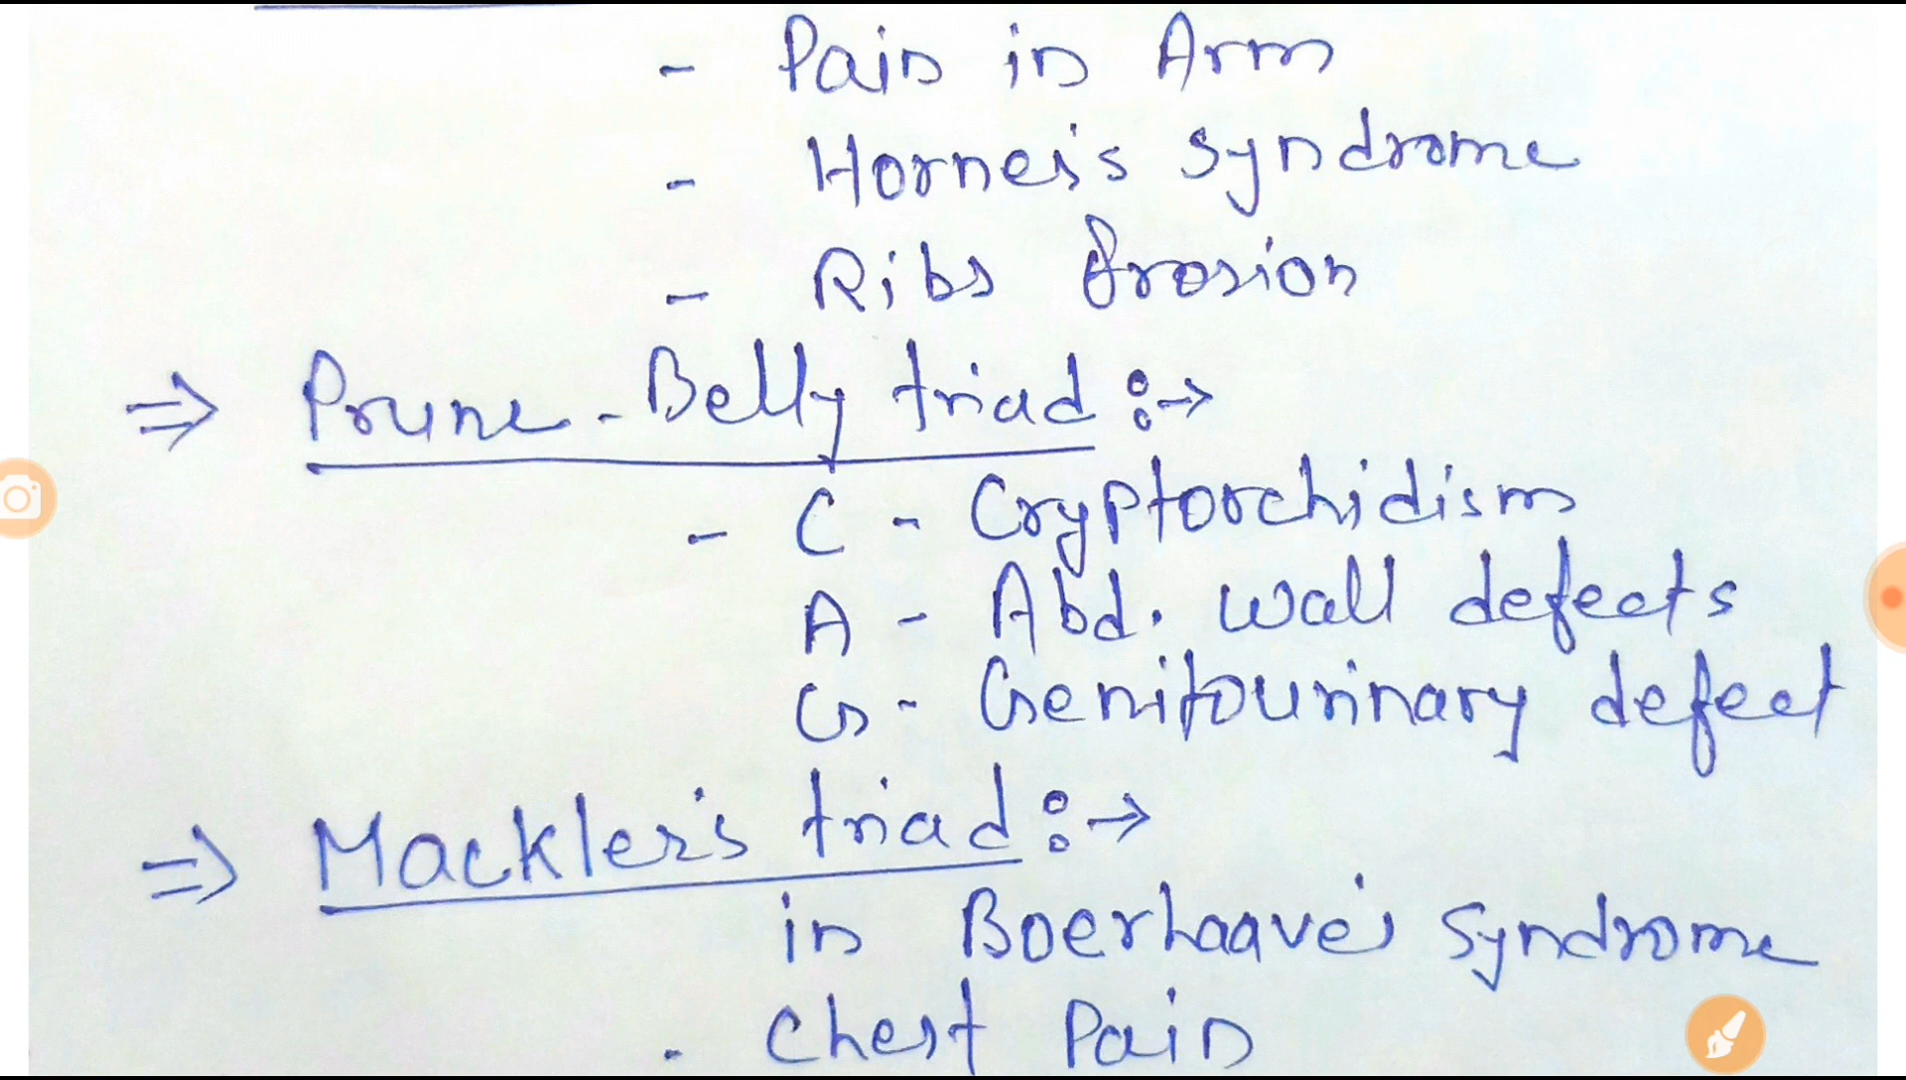 - Pain in Arm
- Horner's syndrome
- Ribs Erosion
⇒ Prune-Belly triad :→
- C - Cryptorchidism
A - Abd. wall defects
G - Genitourinary defect
⇒ Mackler's triad :→
in Boerhaave's syndrome
- Chest Pain